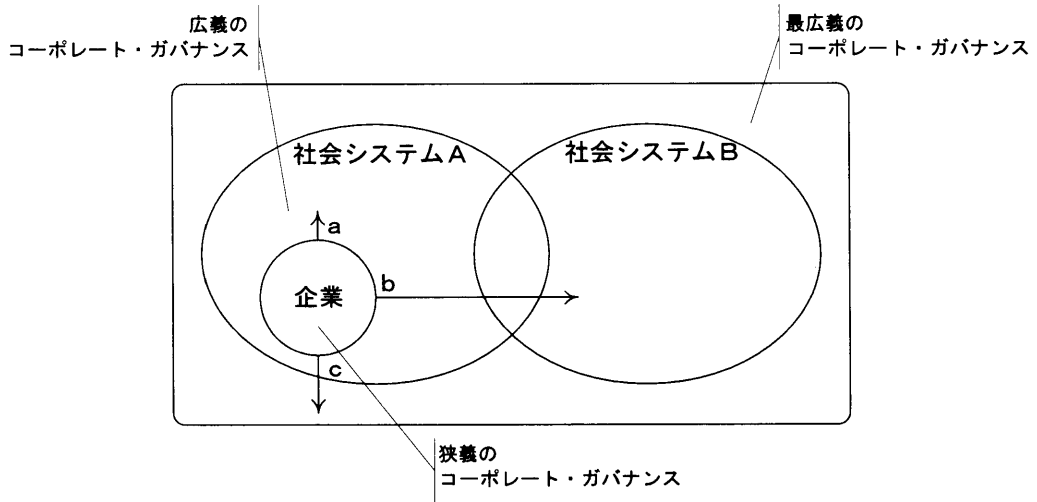 広義の
コーポレート・ガバナンス
最広義の
コーポレート・ガバナンス
社会システムA
社会システムB
a
企業
b
c
狭義の
コーポレート・ガバナンス